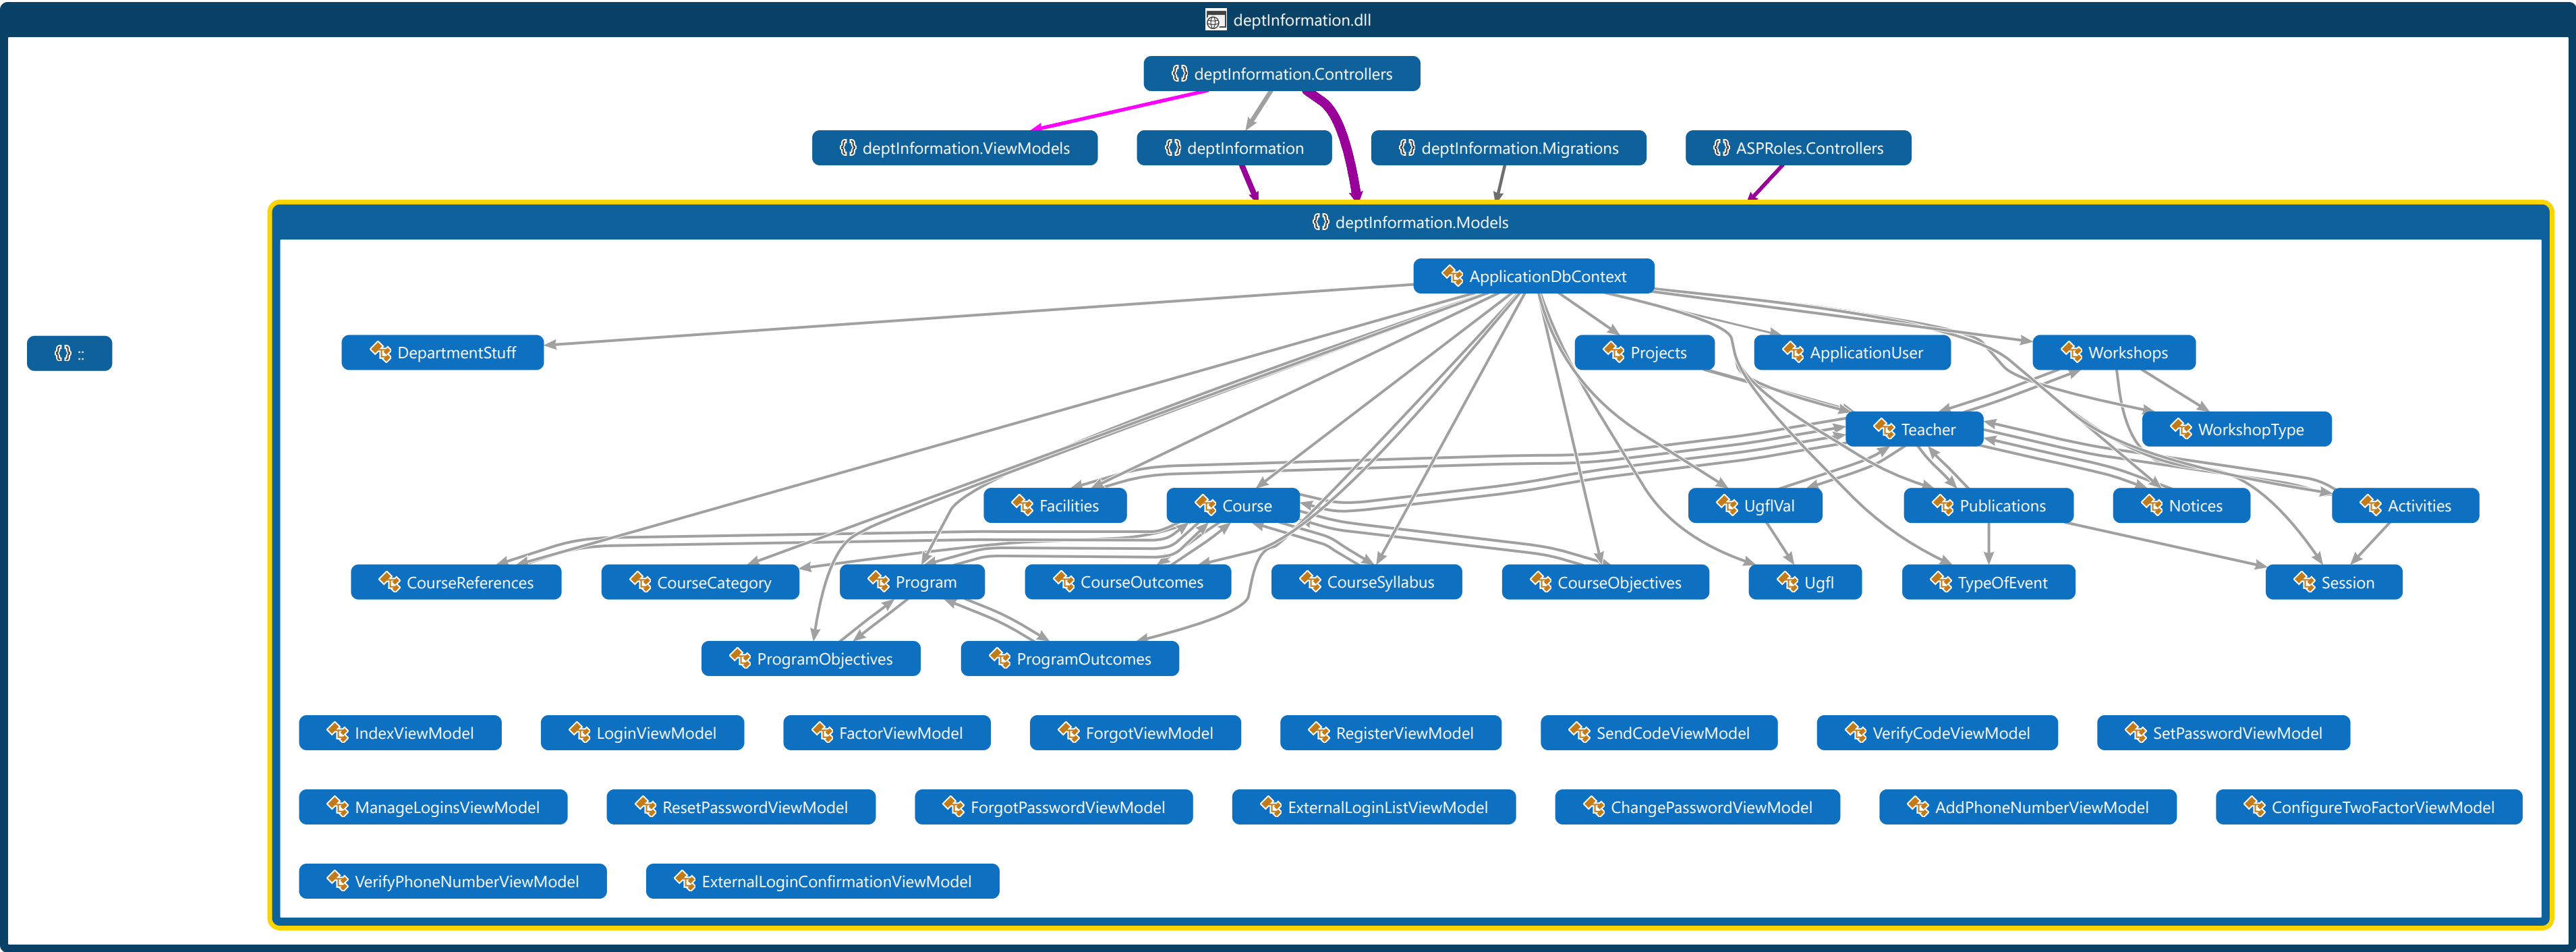 deptInformation.dll
deptInformation.Controllers
deptInformation.ViewModels
deptInformation
deptInformation.Migrations
ASPRoles.Controllers
deptInformation.Models
ApplicationDbContext
::
DepartmentStuff
Projects
ApplicationUser
Workshops
Teacher
WorkshopType
Facilities
Course
UgflVal
Publications
Notices
Activities
CourseReferences
CourseCategory
Program
CourseOutcomes
CourseSyllabus
CourseObjectives
Ugfl
TypeOfEvent
Session
ProgramObjectives
ProgramOutcomes
IndexViewModel
LoginViewModel
FactorViewModel
ForgotViewModel
RegisterViewModel
SendCodeViewModel
VerifyCodeViewModel
SetPasswordViewModel
ManageLoginsViewModel
ResetPasswordViewModel
ForgotPasswordViewModel
ExternalLoginListViewModel
ChangePasswordViewModel
AddPhoneNumberViewModel
ConfigureTwoFactorViewModel
VerifyPhoneNumberViewModel
ExternalLoginConfirmationViewModel